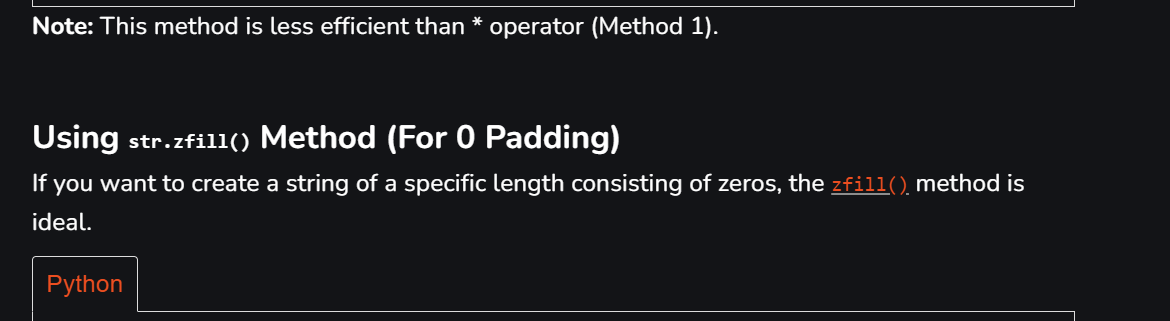 Note: This method is less efficient than * operator (Method 1).
Using str.zfill() Method (For 0 Padding)
If you want to create a string of a specific length consisting of zeros, the zfill() method is
ideal.
Python